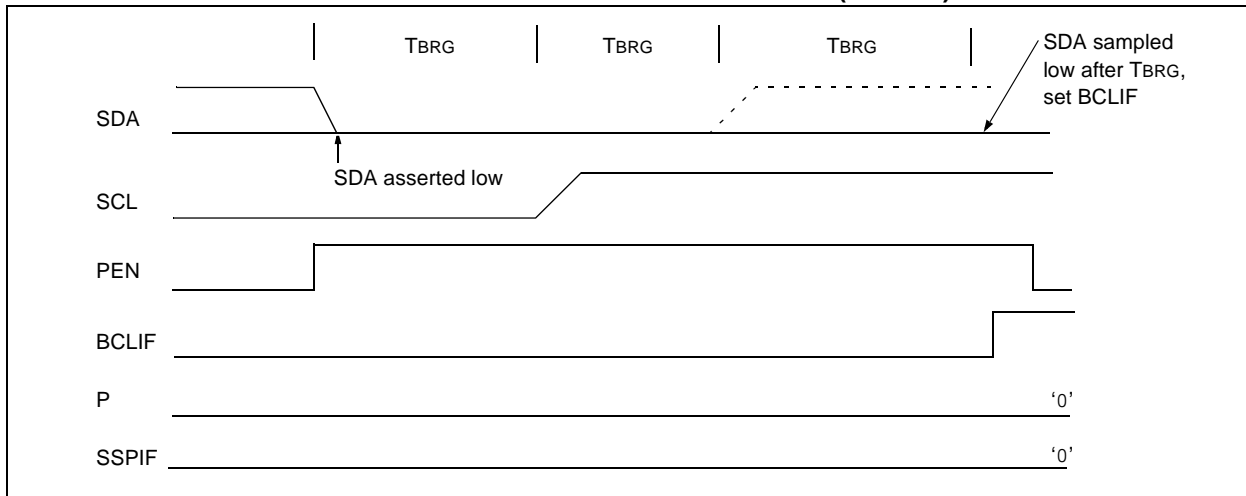 TBRG TBRG TBRG
SDA sampled
low after TBRG,
set BCLIF
SDA
SDA asserted low
SCL
PEN
BCLIF
P
‘0’
SSPIF
‘0’